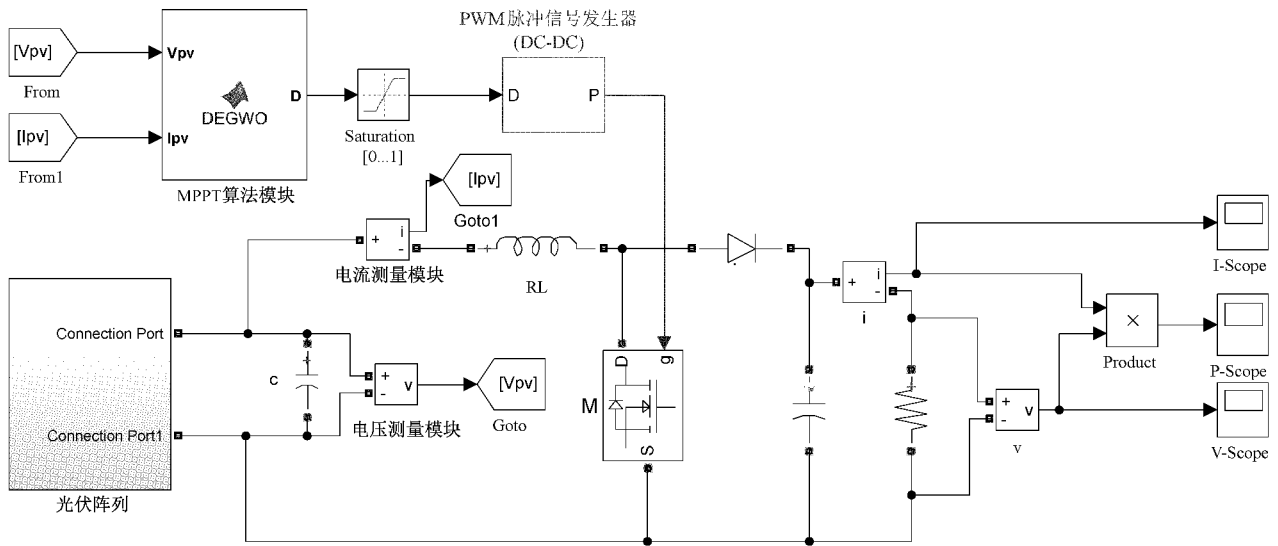 PWM脉冲信号发生器
(DC-DC)
[Vpv]
From
[Ipv]
From1
Vpv
Ipv
D
DEGWO
MPPT算法模块
Saturation
[0...1]
D
P
[Ipv]
Goto1
+
i
-
电流测量模块
+
RL
Connection Port
Connection Port1
光伏阵列
+
c
+
-
v
电压测量模块
[Vpv]
Goto
D
g
M
S
+
i
-
i
+
+
-
v
v
×
Product
I-Scope
P-Scope
V-Scope